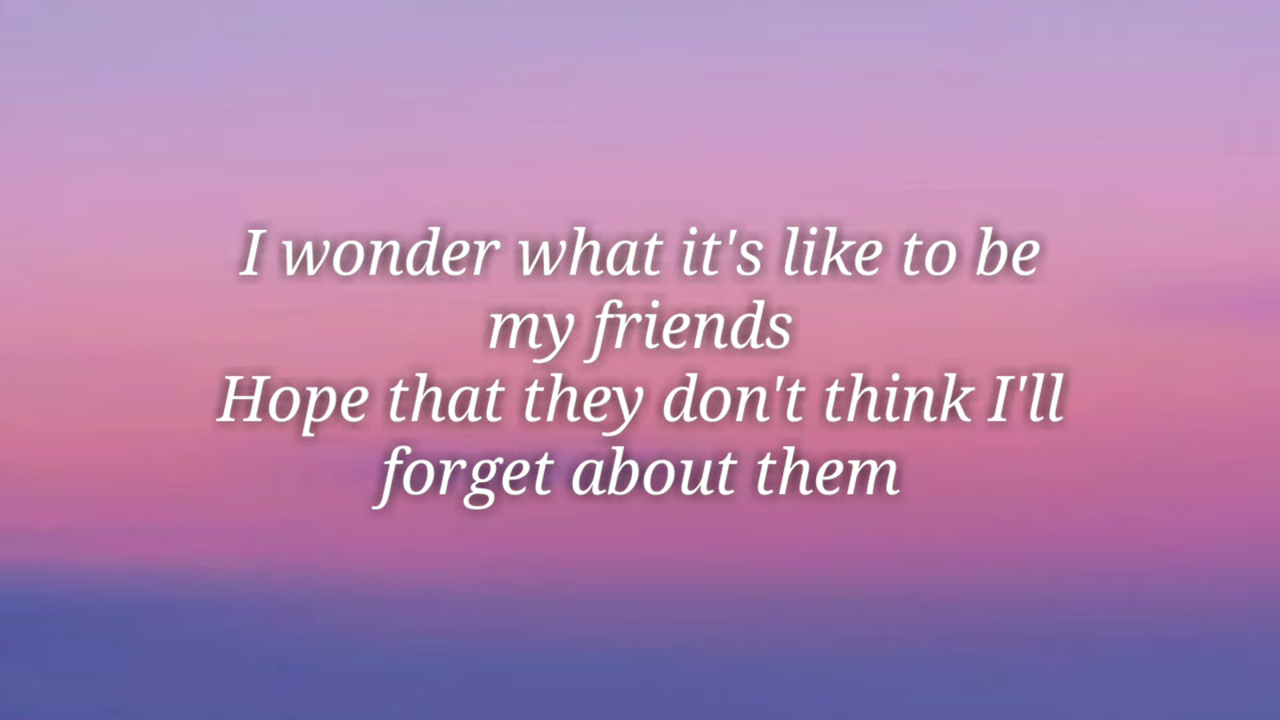 I wonder what it's like to be
my friends
Hope that they don't think I'll
forget about them